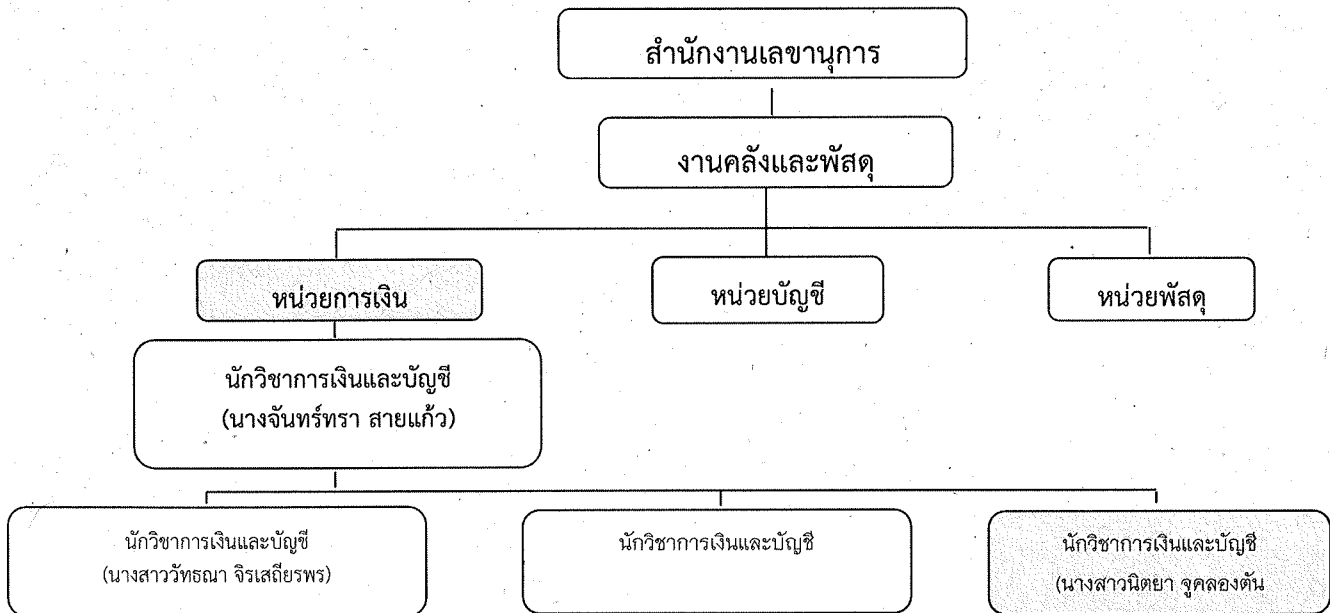 สำนักงานเลขานุการ
งานคลังและพัสดุ
หน่วยการเงิน
หน่วยบัญชี
หน่วยพัสดุ
นักวิชาการเงินและบัญชี
(นางจันทร์ทรา สายแก้ว)
นักวิชาการเงินและบัญชี
(นางสาววัทธณา จิรเสถียรพร)
นักวิชาการเงินและบัญชี
นักวิชาการเงินและบัญชี
(นางสาวนิตยา จูคลองตัน